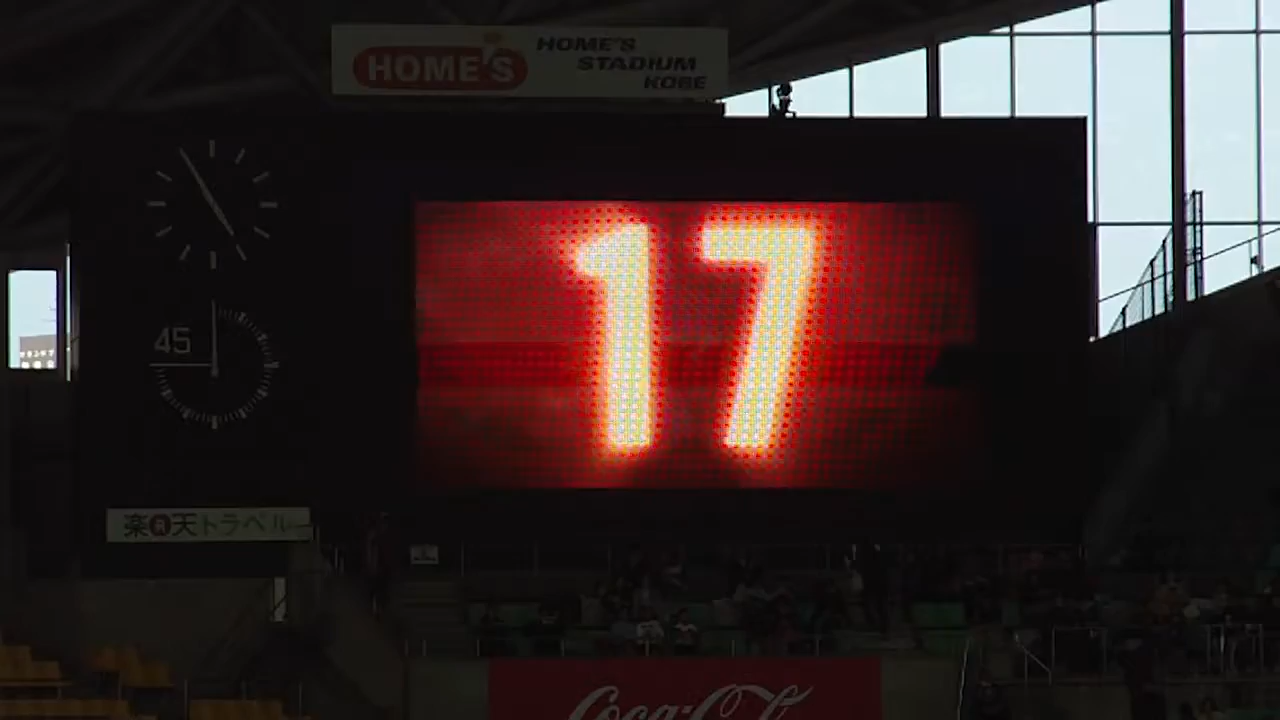 HOME'S
HOME'S
STADIUM
KOBE
17
45
楽天トラベル
Coca-Cola